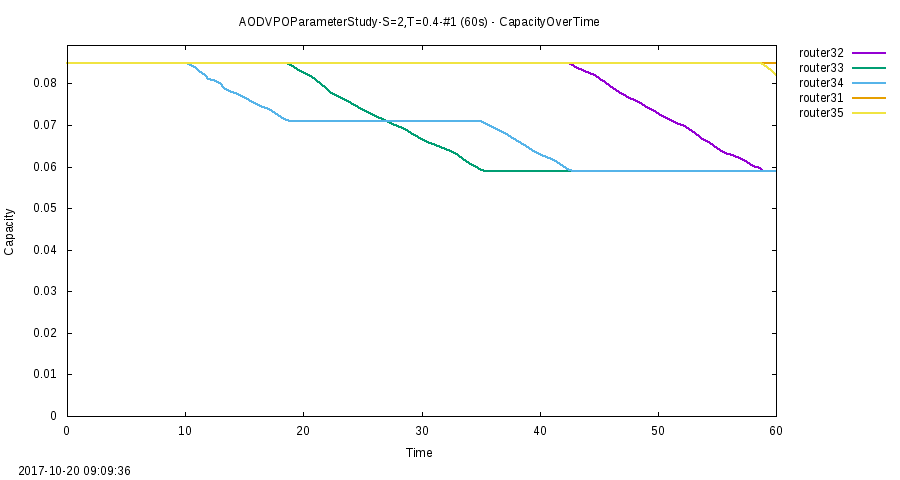 AODVPOParameterStudy-S=2,T=0.4-#1 (60s) - CapacityOverTime
router32
router33
router34
router31
router35
0.08
0.07
0.06
0.05
0.04
0.03
0.02
0.01
0
Capacity
0 10 20 30 40 50 60
Time
2017-10-20 09:09:36